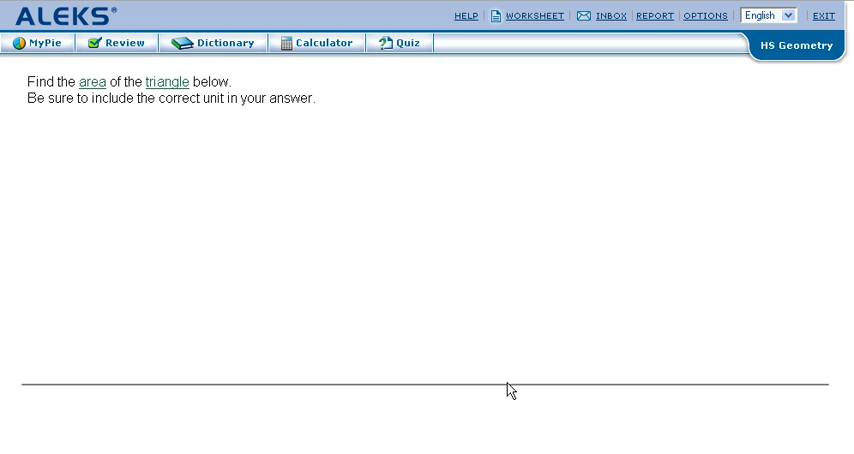 ALEKS®
HELP WORKSHEET INBOX REPORT OPTIONS English EXIT
MyPie Review Dictionary Calculator Quiz
HS Geometry
Find the area of the triangle below.
Be sure to include the correct unit in your answer.